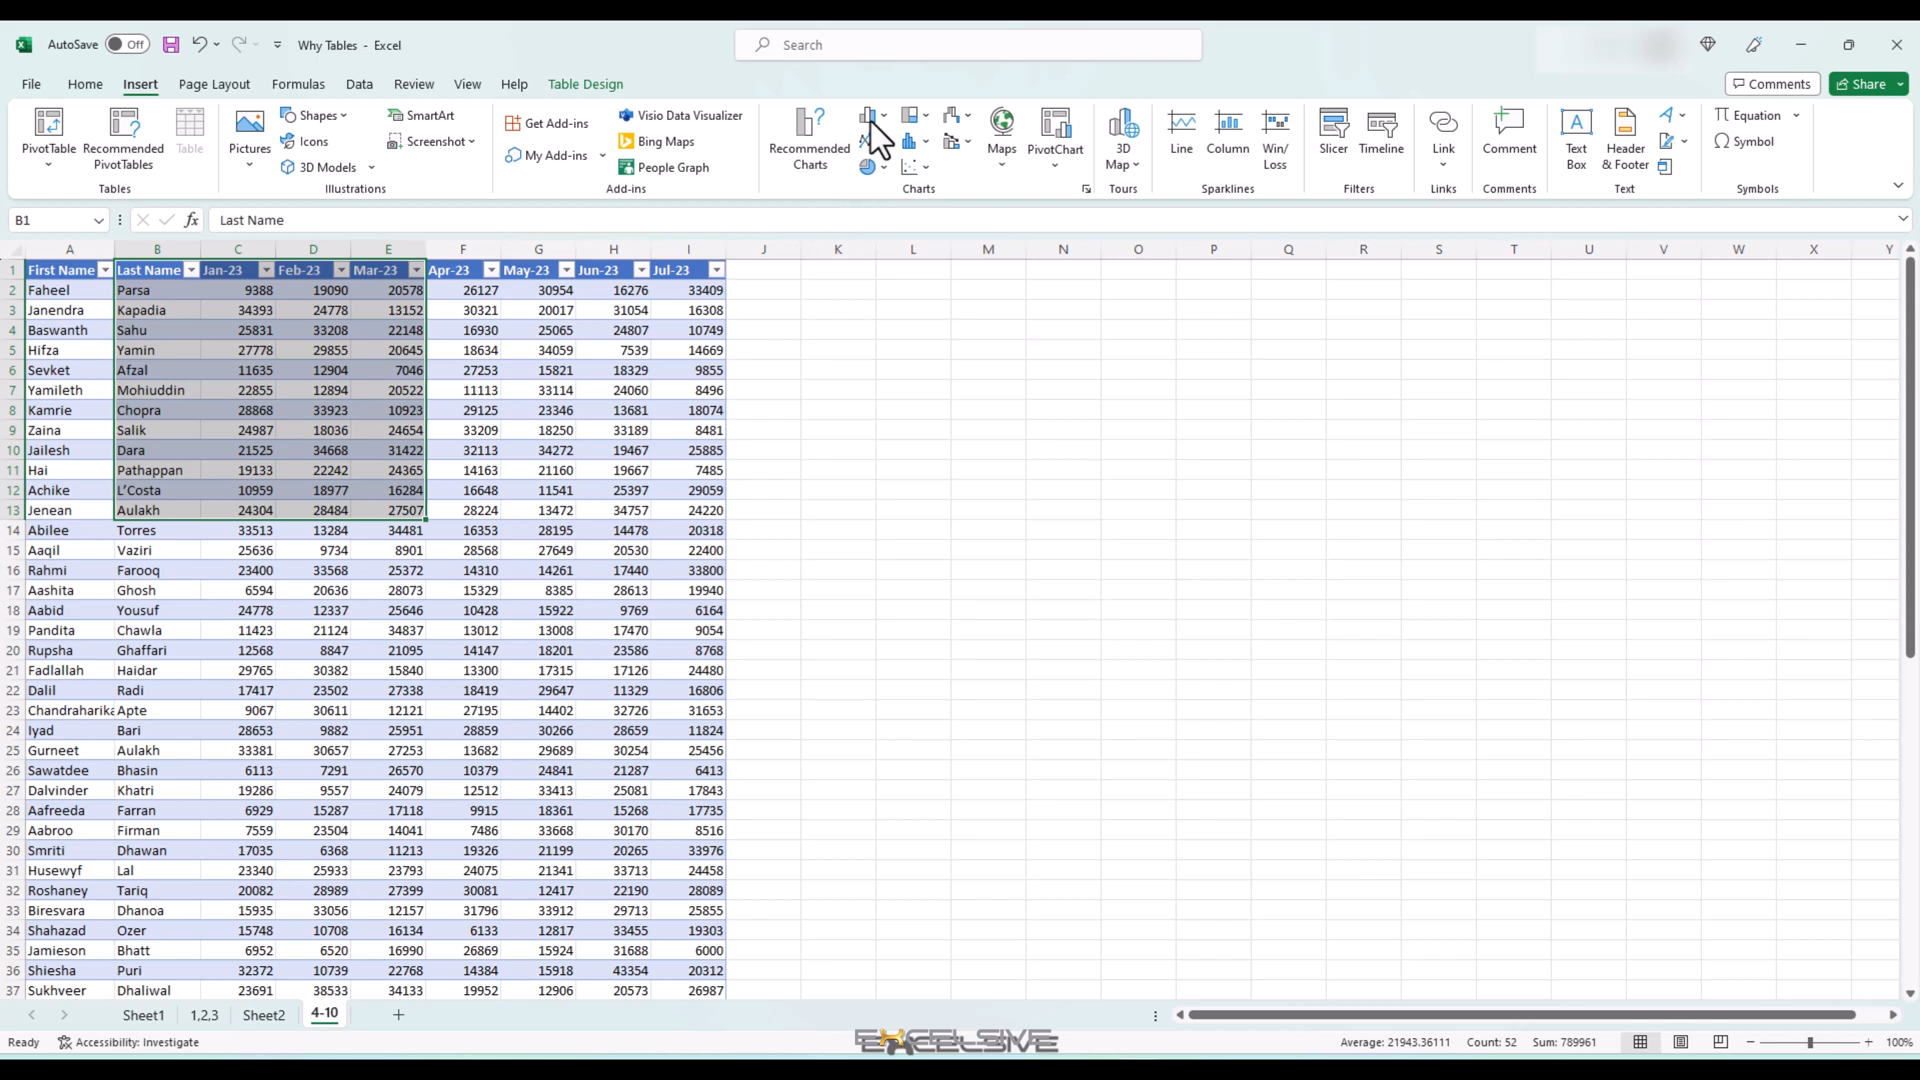 AutoSave Off Why Tables - Excel Search
File Home Insert Page Layout Formulas Data Review View Help Table Design Comments Share
PivotTable Recommended PivotTables Table Pictures Shapes Icons 3D Models SmartArt Screenshot Get Add-ins My Add-ins Visio Data Visualizer Bing Maps People Graph Recommended Charts Maps PivotChart 3D Map Line Column Win/Loss Slicer Timeline Link Comment Text Box Header & Footer Equation Symbol
Tables Illustrations Add-ins Charts Tours Sparklines Filters Links Comments Text Symbols
B1 fx Last Name
A B C D E F G H I J K L M N O P Q R S T U V W X Y
1 First Name Last Name Jan-23 Feb-23 Mar-23 Apr-23 May-23 Jun-23 Jul-23
2 Faheel Parsa 9388 19090 20578 26127 30954 16276 33409
3 Janendra Kapadia 34393 24778 13152 30321 20017 31054 16308
4 Baswanth Sahu 25831 33208 22148 16930 25065 24807 10749
5 Hifza Yamin 27778 29855 20645 18634 34059 7539 14669
6 Sevket Afzal 11635 12904 7046 27253 15821 18329 9855
7 Yamileth Mohiuddin 22855 12894 20522 11113 33114 24060 8496
8 Kamrie Chopra 28868 33923 10923 29125 23346 13681 18074
9 Zaina Salik 24987 18036 24654 33209 18250 33189 8481
10 Jailesh Dara 21525 34668 31422 32113 34272 19467 25885
11 Hai Pathappan 19133 22242 24365 14163 21160 19667 7485
12 Achike L’Costa 10959 18977 16284 16648 11541 25397 29059
13 Jenean Aulakh 24304 28484 27507 28224 13472 34757 24220
14 Abilee Torres 33513 13284 34481 16353 28195 14478 20318
15 Aaqil Vaziri 25636 9734 8901 28568 27649 20530 22400
16 Rahmi Farooq 23400 33568 25372 14310 14261 17440 33800
17 Aashita Ghosh 6594 20636 28073 15329 8385 28613 19940
18 Aabid Yousuf 24778 12337 25646 10428 15922 9769 6164
19 Pandita Chawla 11423 21124 34837 13012 13008 17470 9054
20 Rupsha Ghaffari 12568 8847 21095 14147 18201 23586 8768
21 Fadlallah Haidar 29765 30382 15840 13300 17315 17126 24480
22 Dalil Radi 17417 23502 27338 18419 29647 11329 16806
23 Chandraharika Apte 9067 30611 12121 27195 14402 32726 31653
24 Iyad Bari 28653 9882 25951 28859 30266 28659 11824
25 Gurneet Aulakh 33381 30657 27253 13682 29689 30254 25456
26 Sawatdee Bhasin 6113 7291 26570 10379 24841 21287 6413
27 Dalvinder Khatri 19286 9557 24079 12512 33413 25081 17843
28 Aafreeda Farran 6929 15287 17118 9915 18361 15268 17735
29 Aabroo Firman 7559 23504 14041 7486 33668 30170 8516
30 Smriti Dhawan 17035 6368 11213 19326 21199 20265 33976
31 Husewyf Lal 23340 25933 23793 24075 21341 33713 24458
32 Roshaney Tariq 20082 28989 27399 30081 12417 22190 28089
33 Biresvara Dhanoa 15935 33056 12157 31796 33912 29713 25855
34 Shahazad Ozer 15748 10708 16134 6133 12817 33455 19303
35 Jamieson Bhatt 6952 6520 16990 26869 15924 31688 6000
36 Shiesha Puri 32372 10739 22768 14384 15918 43354 20312
37 Sukhveer Dhaliwal 23691 38533 34133 19952 12906 20573 26987
Sheet1 1,2,3 Sheet2 4-10
Ready Accessibility: Investigate EXCELSIVE Average: 21943.36111 Count: 52 Sum: 789961 100%